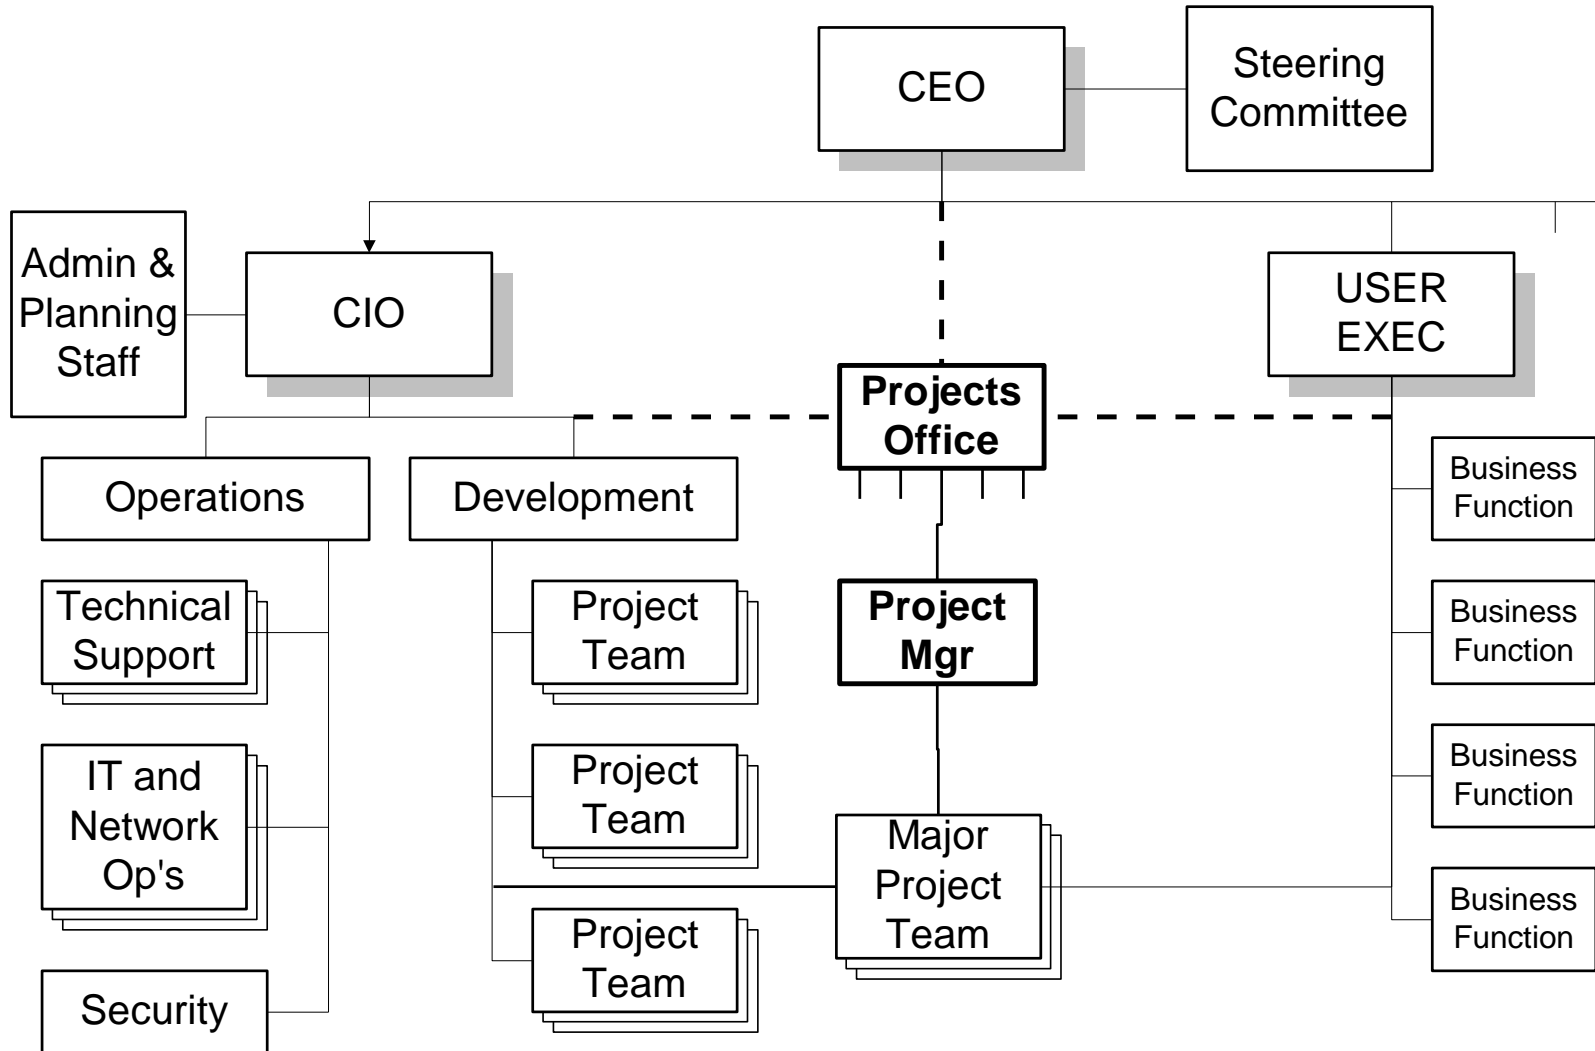 CEO
Steering
Committee
Admin &
Planning
Staff
CIO
USER
EXEC
Projects
Office
Operations
Development
Business
Function
Technical
Support
Project
Team
Project
Mgr
Business
Function
IT and
Network
Op's
Project
Team
Major
Project
Team
Business
Function
Security
Project
Team
Business
Function